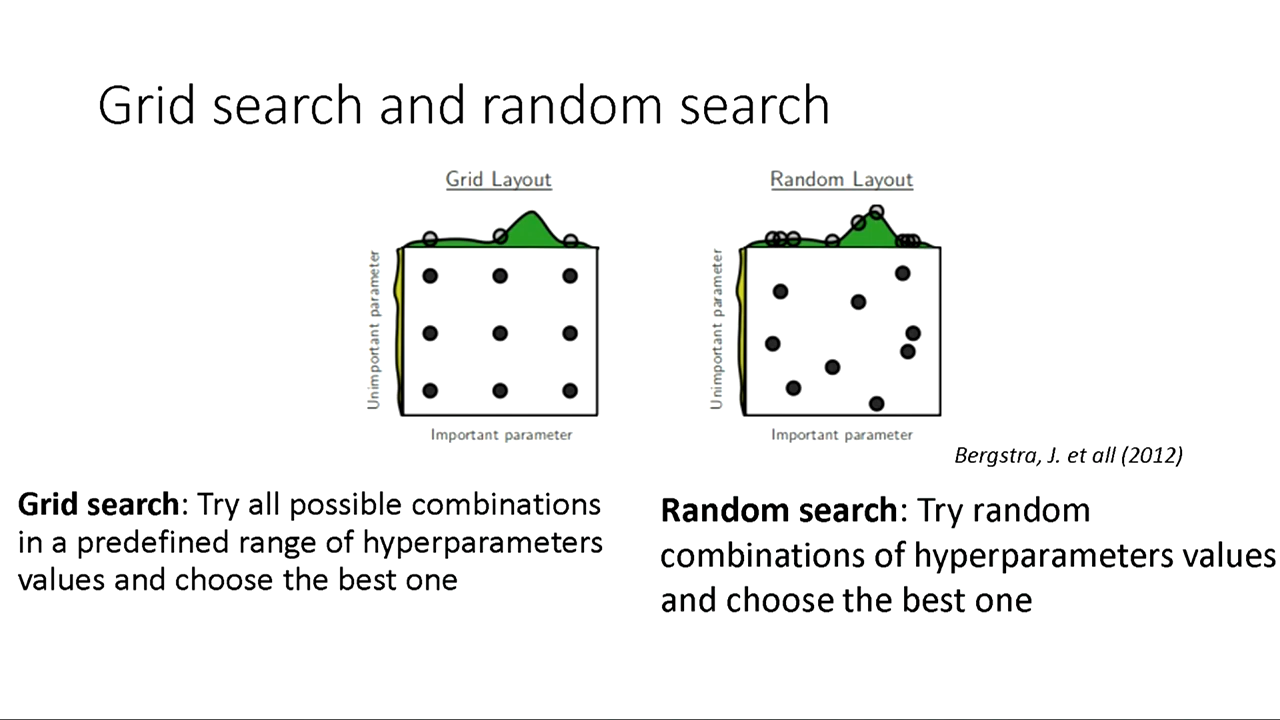 Grid search and random search
Grid Layout
Unimportant parameter
Important parameter
Random Layout
Unimportant parameter
Important parameter
Bergstra, J. et all (2012)
Grid search: Try all possible combinations
in a predefined range of hyperparameters
values and choose the best one
Random search: Try random
combinations of hyperparameters values
and choose the best one